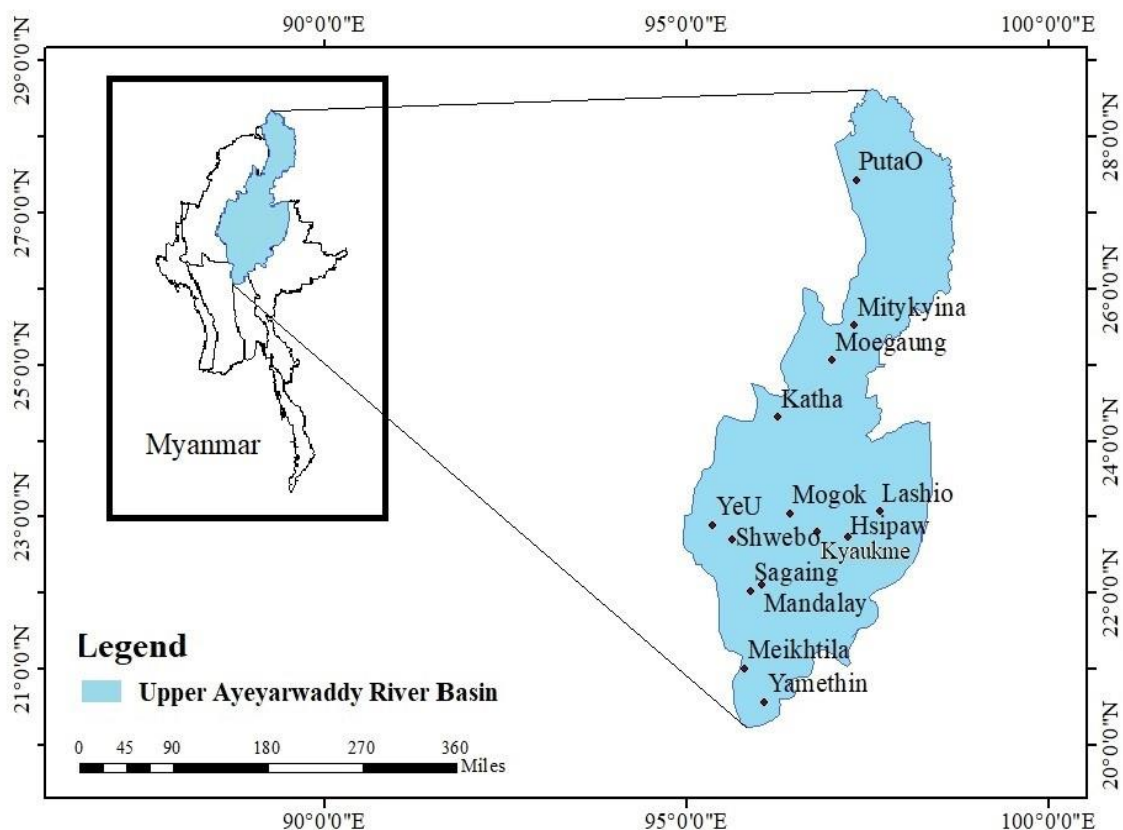 90°0'0"E 95°0'0"E 100°0'0"E
29°0'0"N
27°0'0"N
25°0'0"N
23°0'0"N
21°0'0"N
28°0'0"N
26°0'0"N
24°0'0"N
22°0'0"N
20°0'0"N
PutaO
Mitykyina
Moegaung
Katha
Mogok
Lashio
YeU
Shwebo
Hsipaw
Kyaukme
Sagaing
Mandalay
Meikhtila
Yamethin
Myanmar
Legend
Upper Ayeyarwaddy River Basin
0 45 90 180 270 360
Miles
90°0'0"E 95°0'0"E 100°0'0"E